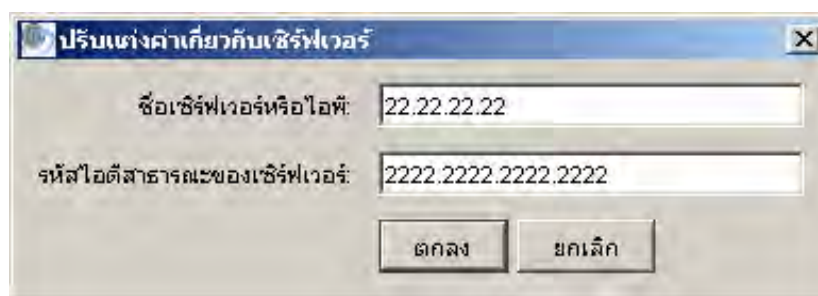 ปรับแต่งค่าเกี่ยวกับเซิร์ฟเวอร์
ชื่อเซิร์ฟเวอร์หรือไอพี: 22.22.22.22
รหัสไอดีสาธารณะของเซิร์ฟเวอร์: 2222.2222.2222.2222
ตกลง ยกเลิก